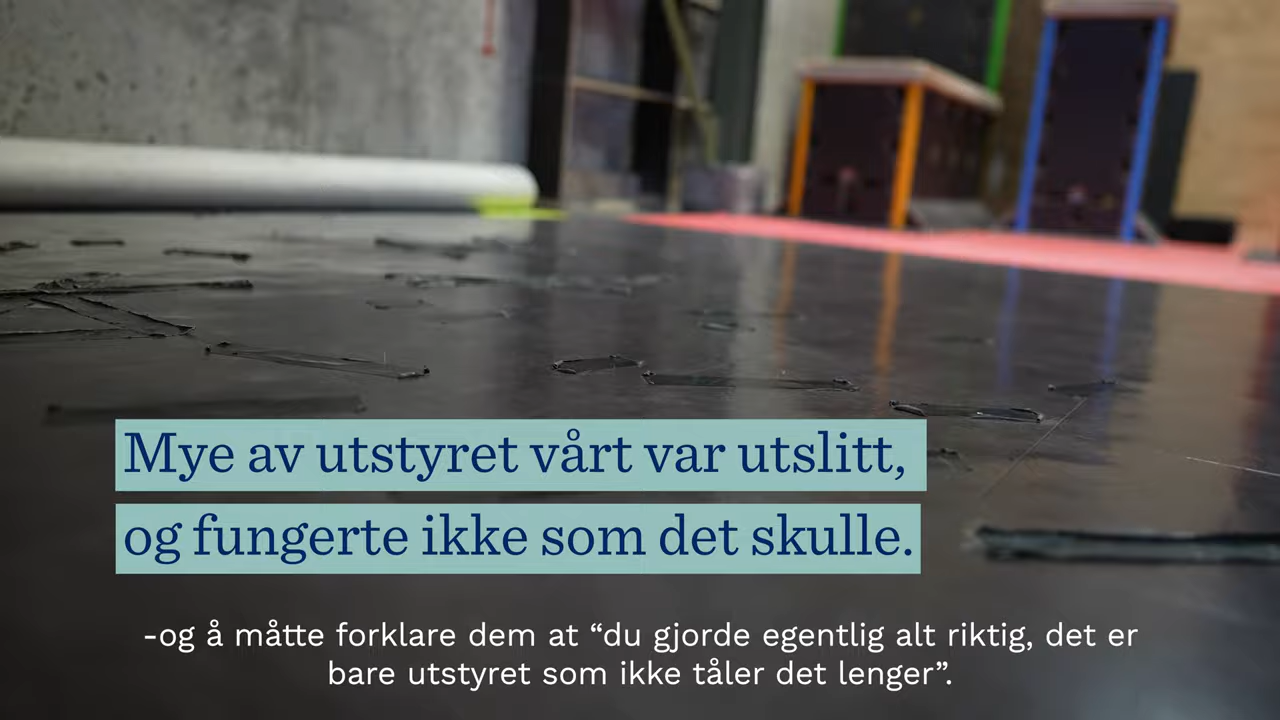 Mye av utstyret vårt var utslitt,
og fungerte ikke som det skulle.
-og å måtte forklare dem at “du gjorde egentlig alt riktig, det er
bare utstyret som ikke tåler det lenger”.